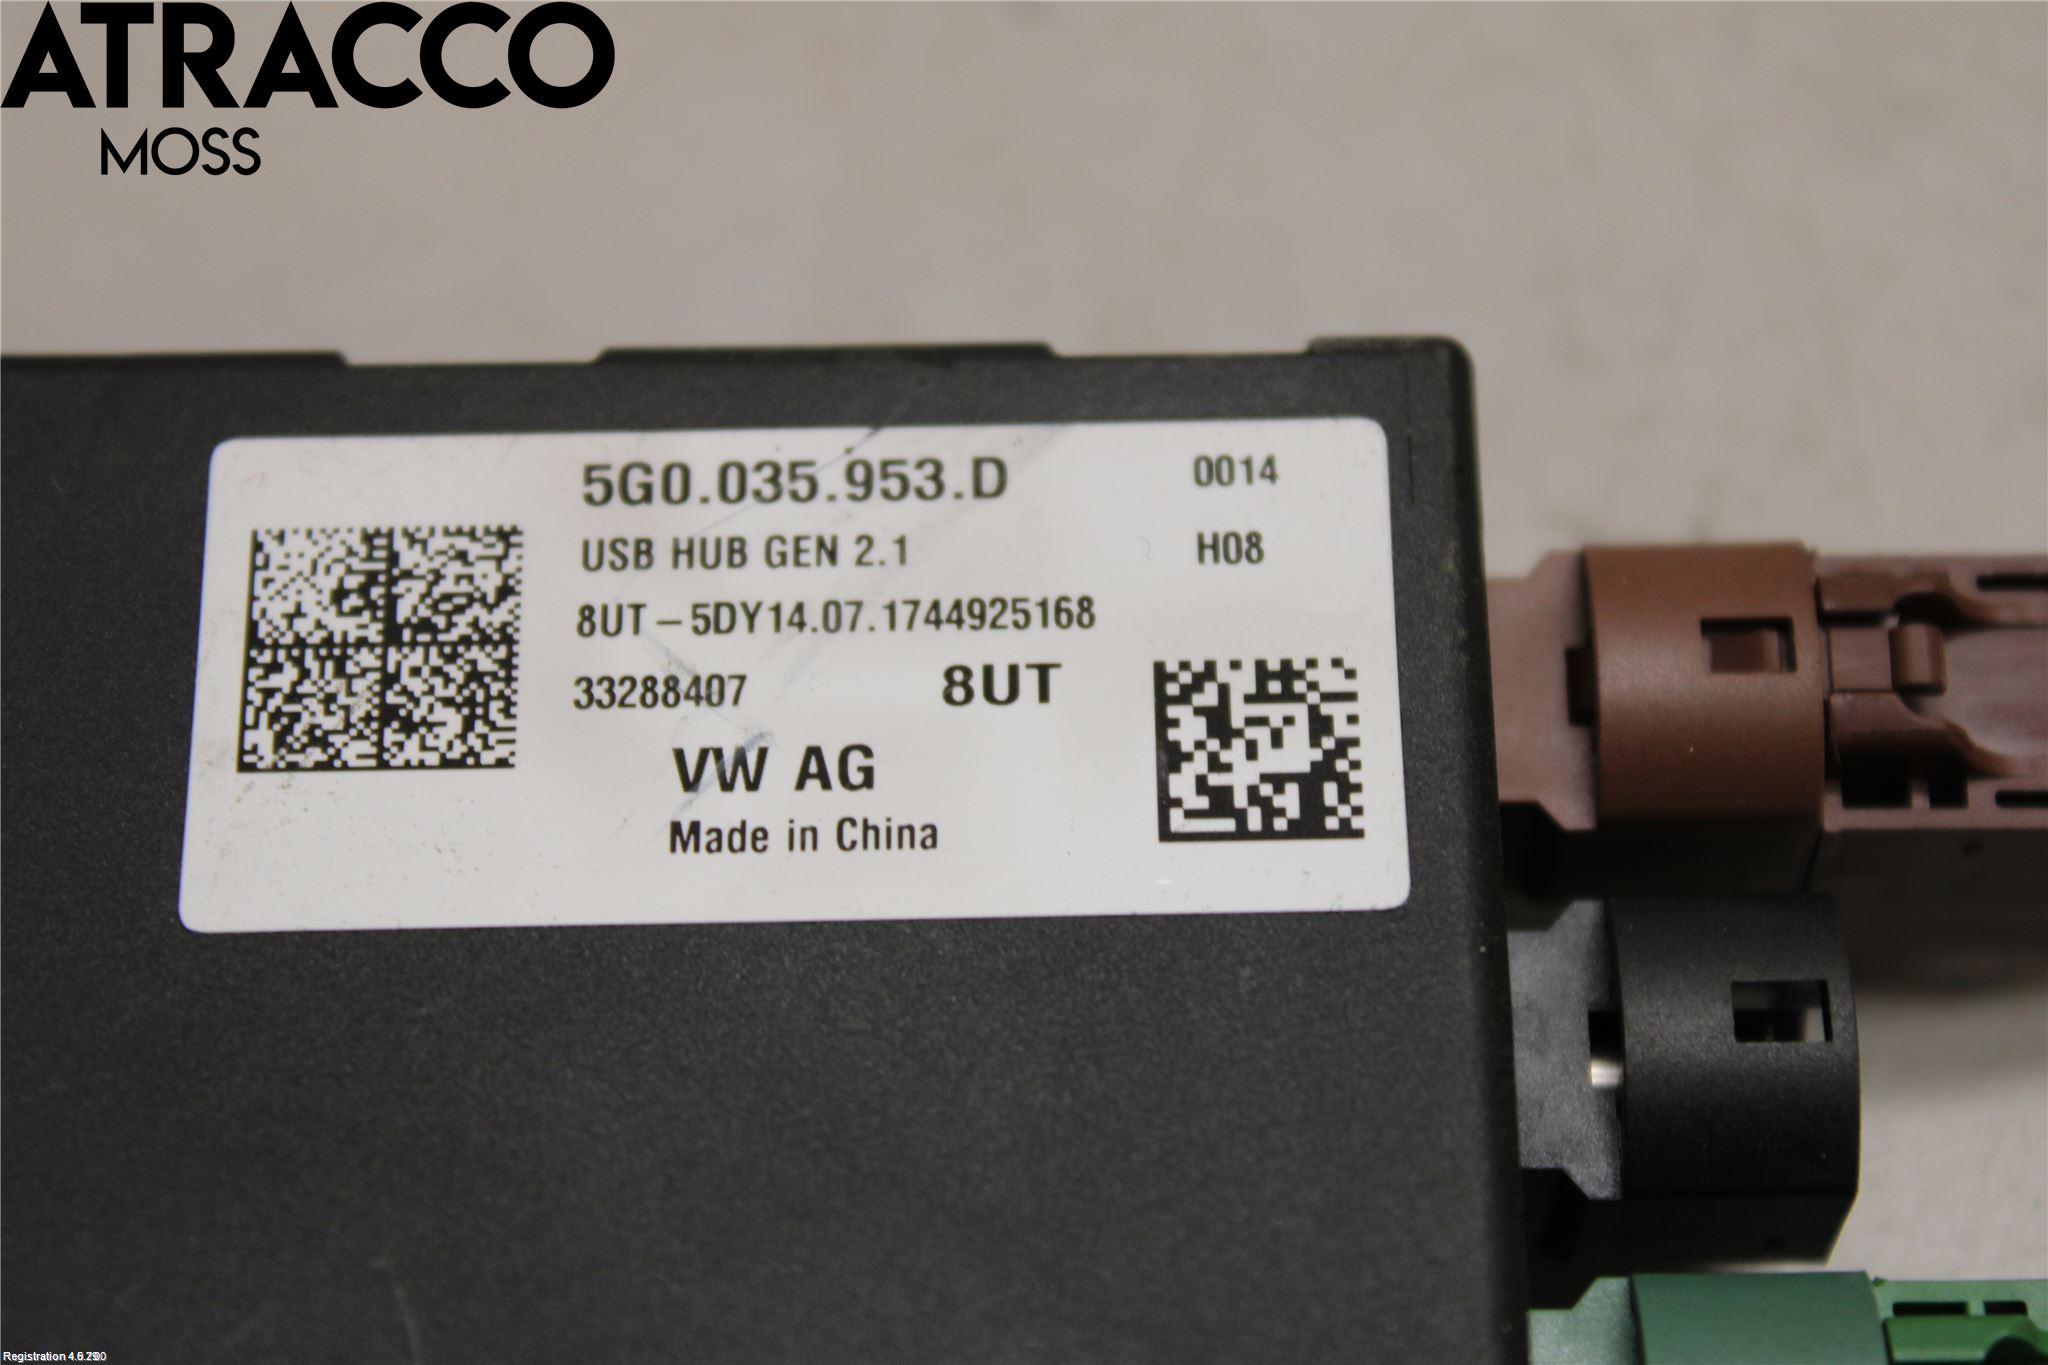 ATRACCO
MOSS
5G0.035.953.D 0014
USB HUB GEN 2.1 H08
8UT-5DY14.07.1744925168
33288407 8UT
VW AG
Made in China
Registration